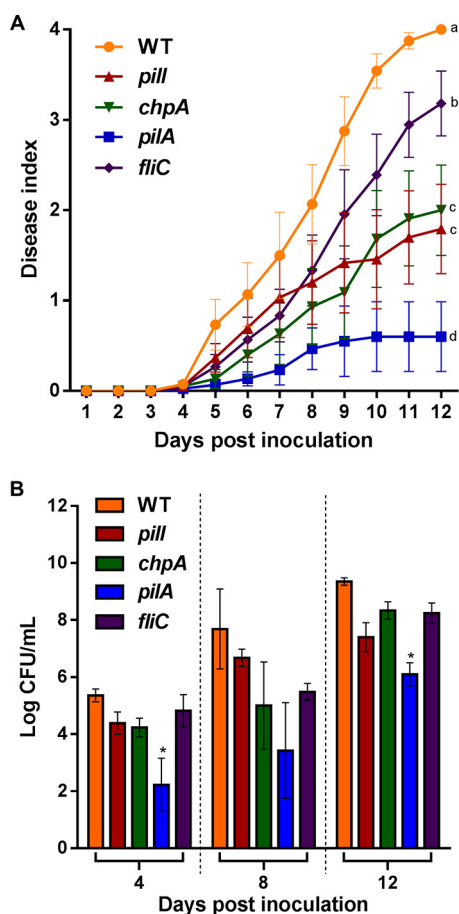 A
4
3
2
1
0
Disease index
WT
pilI
chpA
pilA
fliC
a
b
c
c
d
1 2 3 4 5 6 7 8 9 10 11 12
Days post inoculation
B
12
10
8
6
4
2
0
Log CFU/mL
WT
pilI
chpA
pilA
fliC
*
*
4 8 12
Days post inoculation